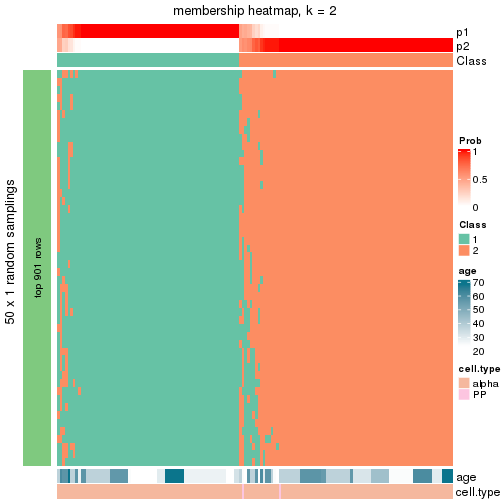 membership heatmap, k = 2
p1
p2
Class
50 x 1 random samplings
top 901 rows
Prob
1
0.5
0
Class
1
2
age
70
60
50
40
30
20
cell.type
alpha
PP
age
cell.type